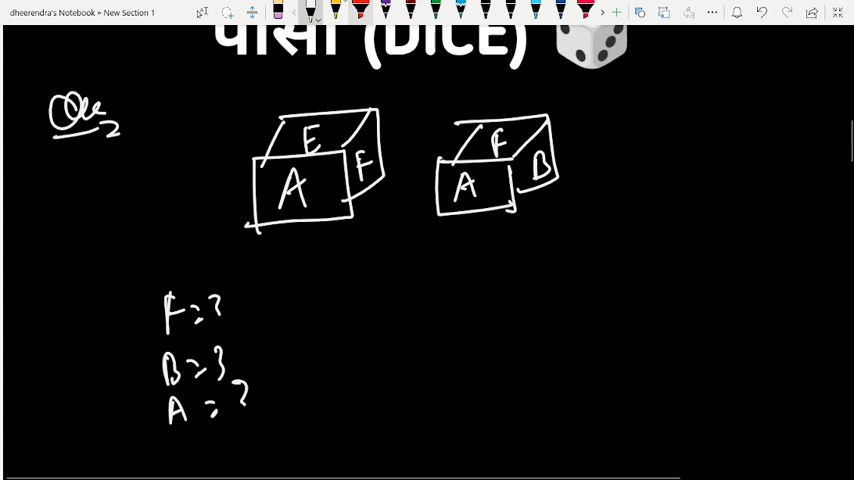 dheerendra's Notebook » New Section 1
पासा (DICE)
Que 2
E
A F
F
A B
F = ?
B = ?
A = ?